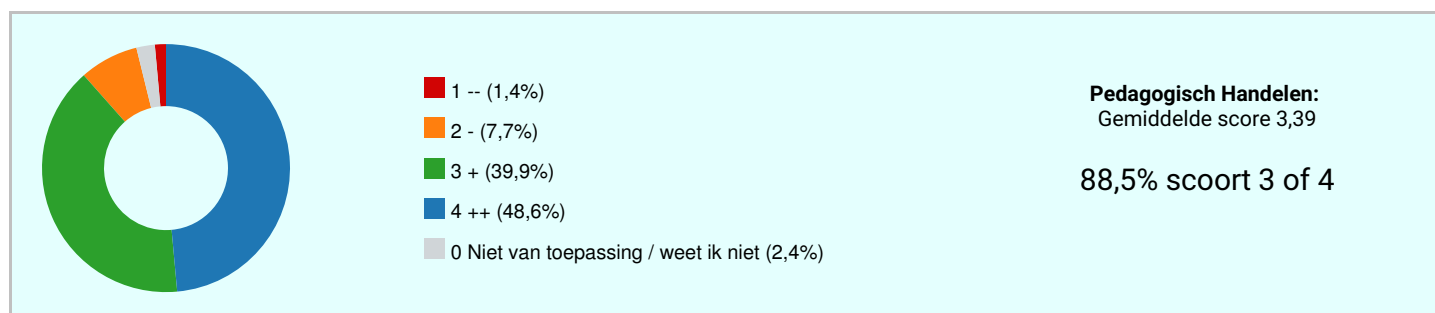 1 -- (1,4%)
2 - (7,7%)
3 + (39,9%)
4 ++ (48,6%)
0 Niet van toepassing / weet ik niet (2,4%)
Pedagogisch Handelen:
Gemiddelde score 3,39
88,5% scoort 3 of 4